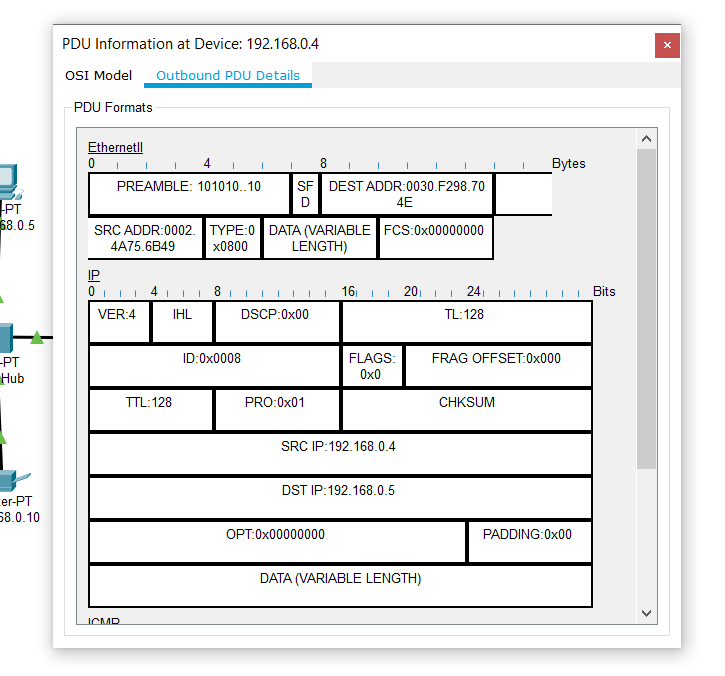 PDU Information at Device: 192.168.0.4
OSI Model Outbound PDU Details
PDU Formats
EthernetII
0 4 8 Bytes
PREAMBLE: 101010..10 SF D DEST ADDR:0030.F298.70 4E
SRC ADDR:0002. 4A75.6B49 TYPE:0 x0800 DATA (VARIABLE LENGTH) FCS:0x00000000
IP
0 4 8 16 20 24 Bits
VER:4 IHL DSCP:0x00 TL:128
ID:0x0008 FLAGS: 0x0 FRAG OFFSET:0x000
TTL:128 PRO:0x01 CHKSUM
SRC IP:192.168.0.4
DST IP:192.168.0.5
OPT:0x00000000 PADDING:0x00
DATA (VARIABLE LENGTH)
ICMP
-PT
68.0.5
-PT
Hub
ter-PT
68.0.10